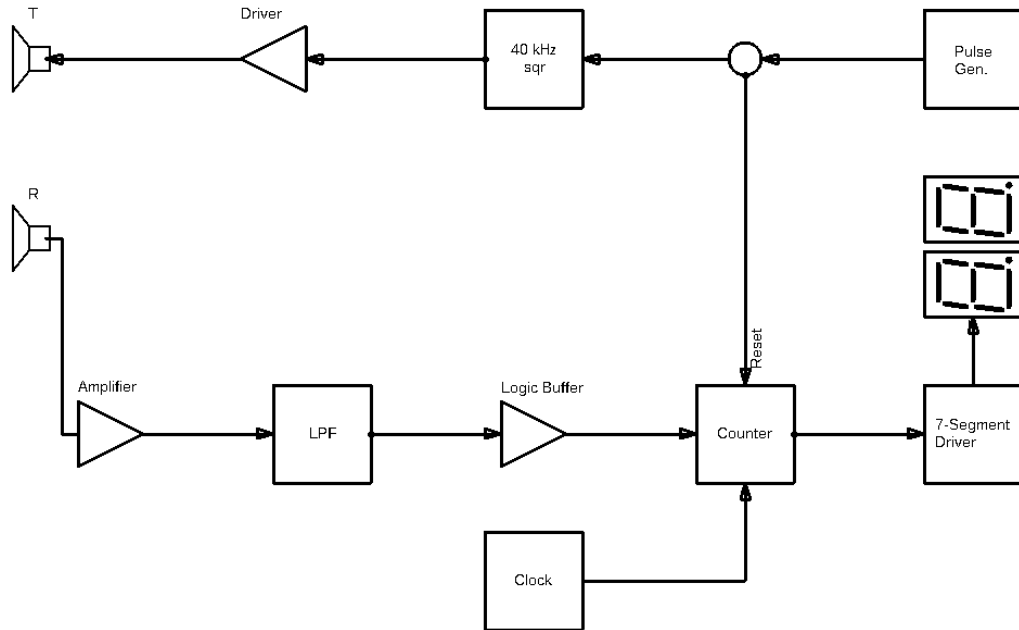 T
Driver
40 kHz
sqr
Pulse
Gen.
R
Reset
Amplifier
LPF
Logic Buffer
Counter
7-Segment
Driver
Clock